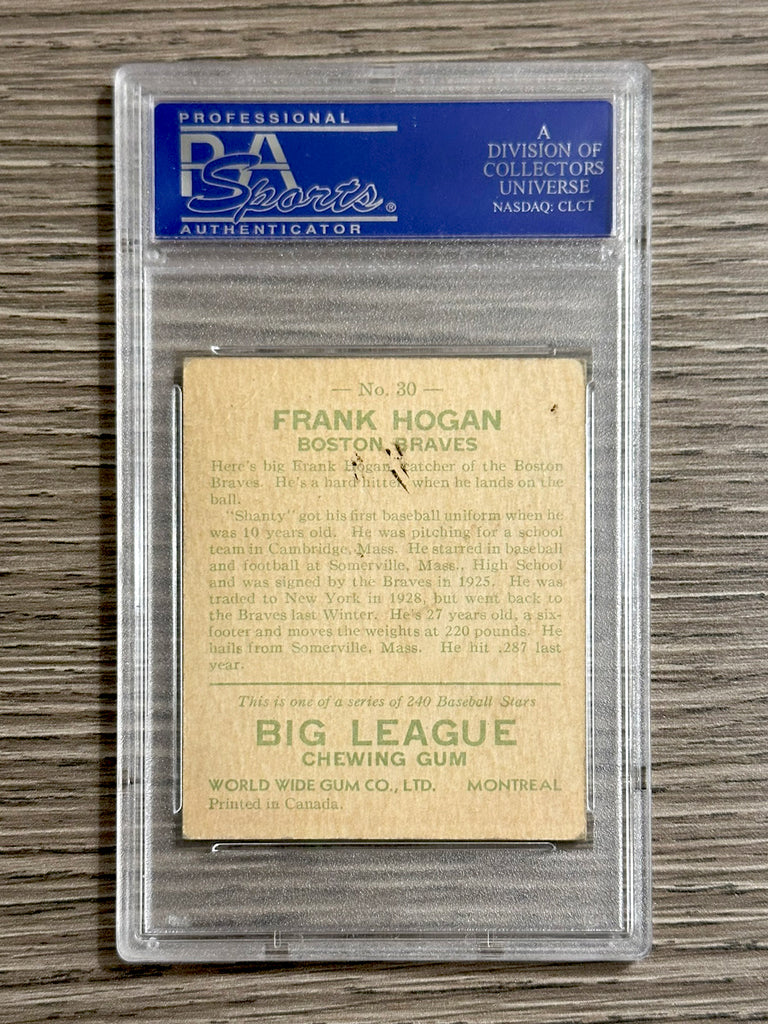 PROFESSIONAL
PSA
Sports®
AUTHENTICATOR
A
DIVISION OF
COLLECTORS
UNIVERSE
NASDAQ: CLCT
— No. 30 —
FRANK HOGAN
BOSTON BRAVES
Here's big Frank Hogan, catcher of the Boston
Braves. He's a hard hitter when he lands on the
ball.
"Shanty" got his first baseball uniform when he
was 10 years old. He was pitching for a school
team in Cambridge, Mass. He starred in baseball
and football at Somerville, Mass., High School
and was signed by the Braves in 1925. He was
traded to New York in 1928, but went back to
the Braves last Winter. He's 27 years old, a six-
footer and moves the weights at 220 pounds. He
hails from Somerville, Mass. He hit .287 last
year.
This is one of a series of 240 Baseball Stars
BIG LEAGUE
CHEWING GUM
WORLD WIDE GUM CO., LTD. MONTREAL
Printed in Canada.